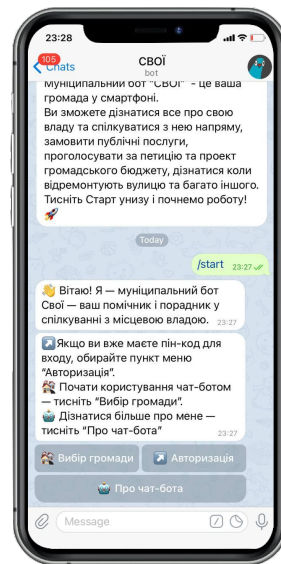 23:28
105
Chats
СВОЇ
bot
муніципальний бот "СВОЇ" - це ваша
громада у смартфоні.
Ви зможете дізнатися все про свою
владу та спілкуватися з нею напряму,
замовити публічні послуги,
проголосувати за петицію та проект
громадського бюджету, дізнатися коли
відремонтують вулицю та багато іншого.
Тисніть Старт унизу і почнемо роботу!
🚀
Today
/start 23:27
👋 Вітаю! Я — муніципальний бот
Свої — ваш помічник і порадник у
спілкуванні з місцевою владою. 23:27
↗️ Якщо ви вже маєте пін-код для
входу, обирайте пункт меню
“Авторизація”.
Почати користування чат-ботом
— тисніть “Вибір громади”.
🤖 Дізнатися більше про мене —
тисніть “Про чат-бота” 23:27
Вибір громади ↗️ Авторизація
🤖 Про чат-бота
Message